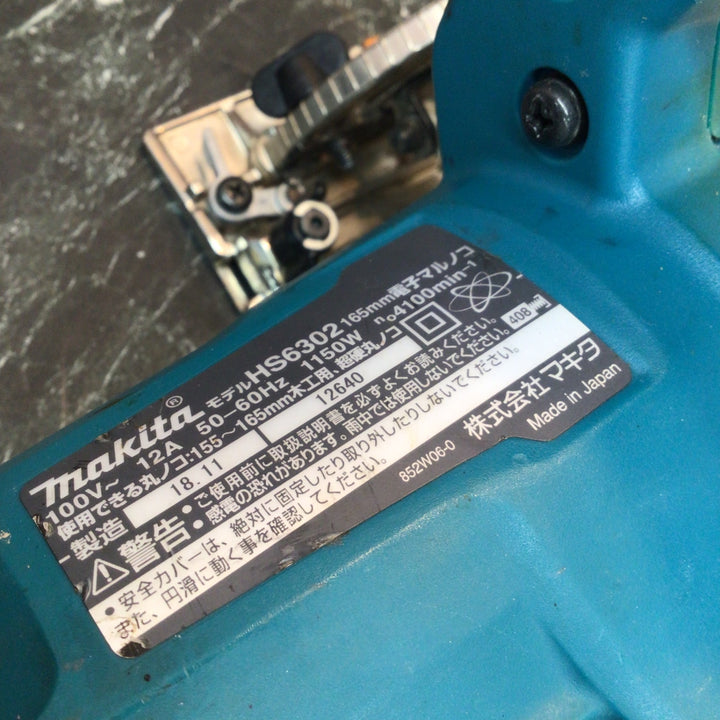 makita® モデル HS6302 165mm 電子マルノコ
100V~ 12A 50-60Hz 1150W n₀4100min⁻¹
使用できる丸ノコ:155~165mm木工用 超硬丸ノコ
製造 18.11 12640
警告: ・ご使用前に取扱説明書を必ずよくお読みください。
・感電の恐れがあります。雨中では使用しないでください。
・安全カバーは、絶対に固定したり取り外したりしないでください。
また、円滑に動く事を確認してください。
408
852W06-0
株式会社マキタ
Made in Japan